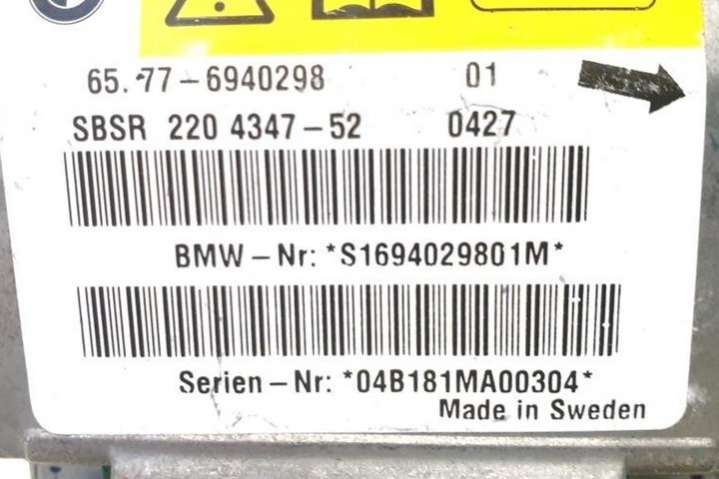 65.77-6940298 01
SBSR 220 4347-52 0427
BMW-Nr: *S1694029801M*
Serien-Nr: *04B181MA00304*
Made in Sweden